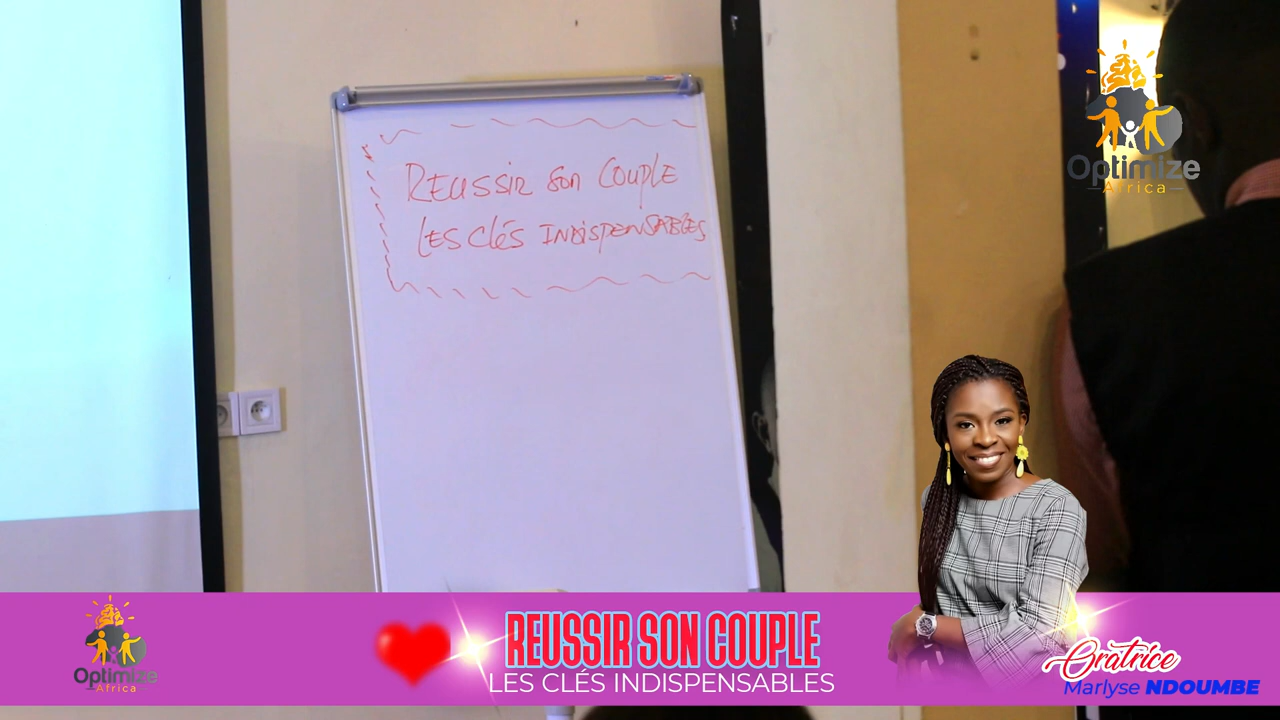 REUSSIR Son COUPLE
LES Clés INDISPENSABLES
Optimize
Africa
Optimize
Africa
REUSSIR SON COUPLE
LES CLÉS INDISPENSABLES
Oratrice
Marlyse NDOUMBE